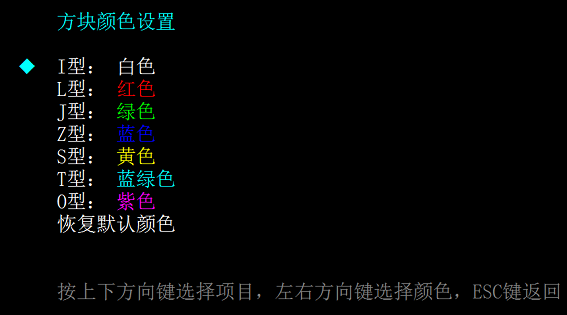 方块颜色设置
I型： 白色
L型： 红色
J型： 绿色
Z型： 蓝色
S型： 黄色
T型： 蓝绿色
O型： 紫色
恢复默认颜色
按上下方向键选择项目，左右方向键选择颜色，ESC键返回